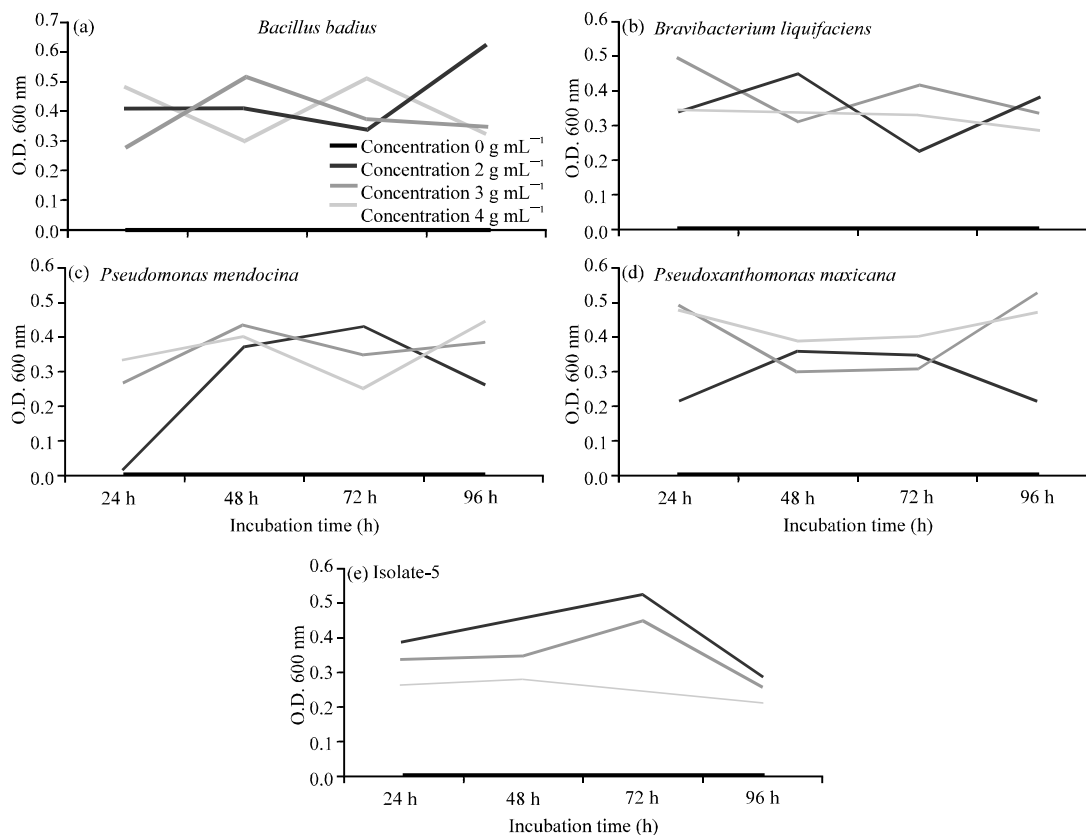 (a) Bacillus badius
0.7
0.6
0.5
0.4
0.3
0.2
0.1
0.0
O.D. 600 nm
Concentration 0 g mL⁻¹
Concentration 2 g mL⁻¹
Concentration 3 g mL⁻¹
Concentration 4 g mL⁻¹
(b) Bravibacterium liquifaciens
0.6
0.5
0.4
0.3
0.2
0.1
0.0
O.D. 600 nm
(c) Pseudomonas mendocina
0.6
0.5
0.4
0.3
0.2
0.1
0.0
O.D. 600 nm
24 h 48 h 72 h 96 h
Incubation time (h)
(d) Pseudoxanthomonas maxicana
0.6
0.5
0.4
0.3
0.2
0.1
0.0
O.D. 600 nm
24 h 48 h 72 h 96 h
Incubation time (h)
(e) Isolate-5
0.6
0.5
0.4
0.3
0.2
0.1
0.0
O.D. 600 nm
24 h 48 h 72 h 96 h
Incubation time (h)